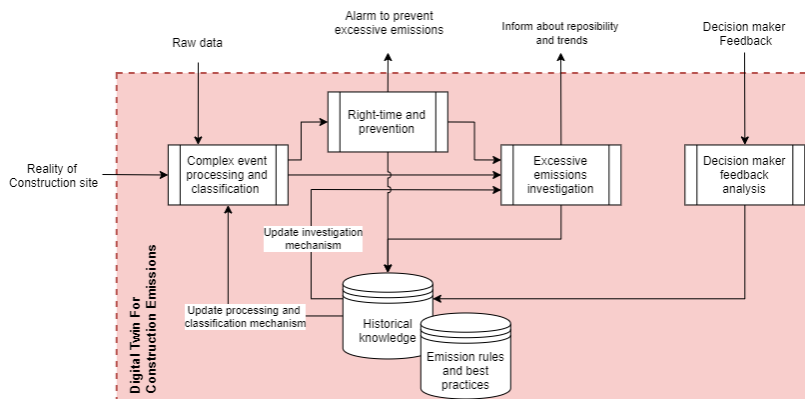 Alarm to prevent
excessive emissions
Inform about reposibility
and trends
Decision maker
Feedback
Raw data
Right-time and
prevention
Reality of
Construction site
Complex event
processing and
classification
Excessive
emissions
investigation
Decision maker
feedback
analysis
Update investigation
mechanism
Update processing and
classification mechanism
Historical
knowledge
Emission rules
and best
practices
Digital Twin For
Construction Emissions